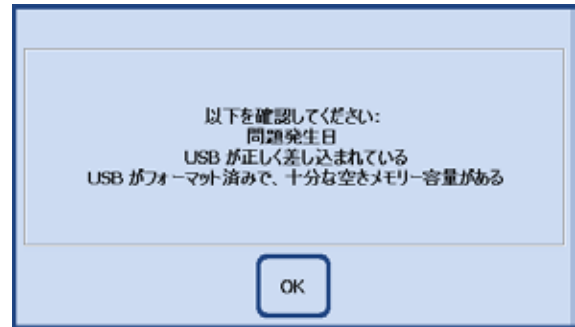 以下を確認してください:
問題発生日
USB が正しく差し込まれている
USB がフォーマット済みで、十分な空きメモリー容量がある
OK